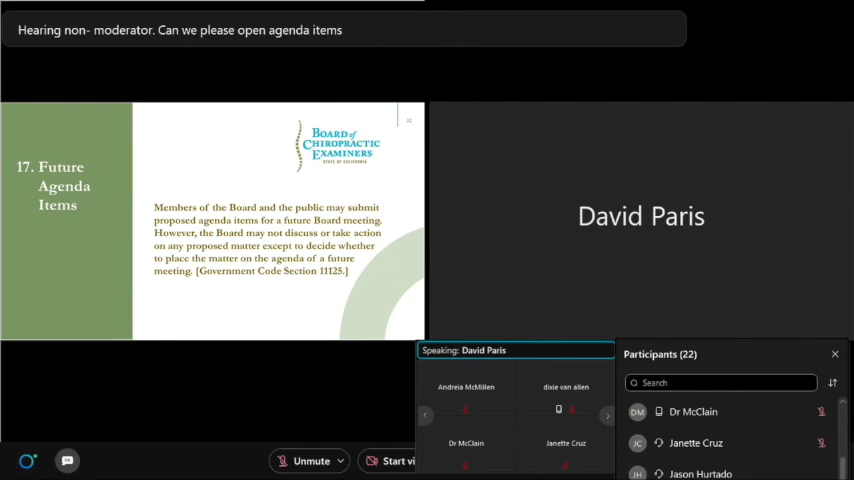 Hearing non- moderator. Can we please open agenda items
22
BOARD of
CHIROPRACTIC
EXAMINERS
STATE OF CALIFORNIA
17. Future
Agenda
Items
Members of the Board and the public may submit
proposed agenda items for a future Board meeting.
However, the Board may not discuss or take action
on any proposed matter except to decide whether
to place the matter on the agenda of a future
meeting. [Government Code Section 11125.]
David Paris
Speaking: David Paris
Andreia McMillen
dixie van allen
Dr McClain
Janette Cruz
Participants (22)
Search
DM Dr McClain
JC Janette Cruz
JH Jason Hurtado
Unmute
Start vi